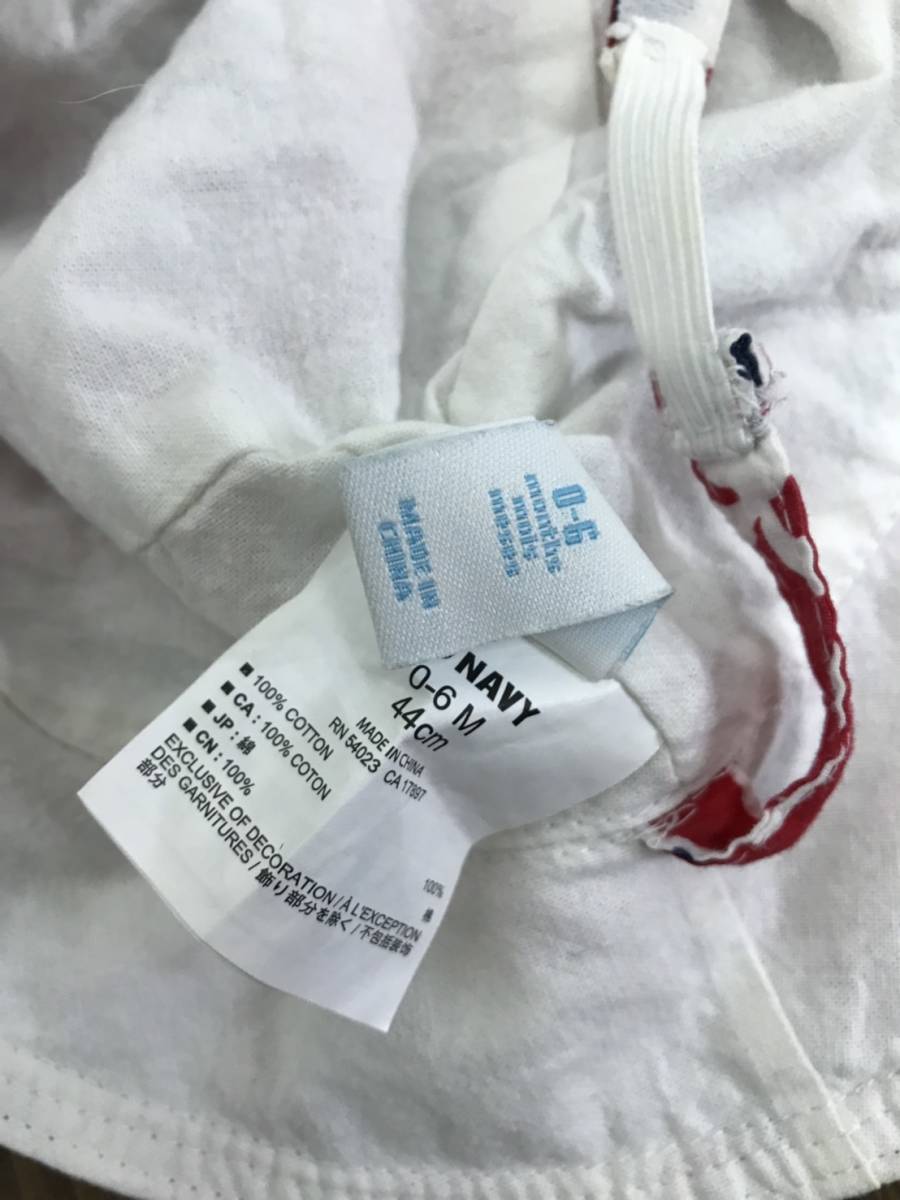 0-6
months
mois
meses
MADE IN
CHINA
NAVY
0-6 M
44cm
MADE IN CHINA
RN 54023 CA 17897
■ 100% COTTON
■ CA : 100% COTON
■ JP : 綿 100%
■ CN : 100% 棉
EXCLUSIVE OF DECORATION / À L'EXCEPTION
DES GARNITURES / 飾り部分を除く / 不包括装饰
部分